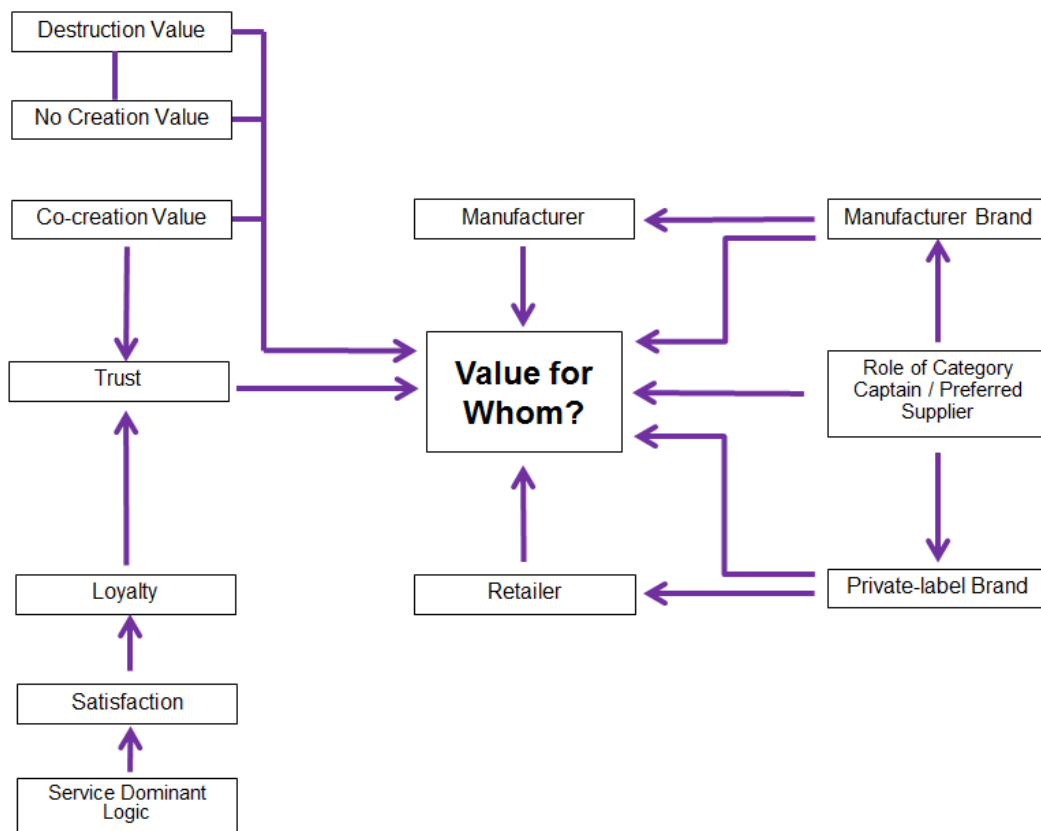 Destruction Value
No Creation Value
Co-creation Value
Manufacturer
Manufacturer Brand
Trust
Value for
Whom?
Role of Category
Captain / Preferred
Supplier
Loyalty
Retailer
Private-label Brand
Satisfaction
Service Dominant
Logic